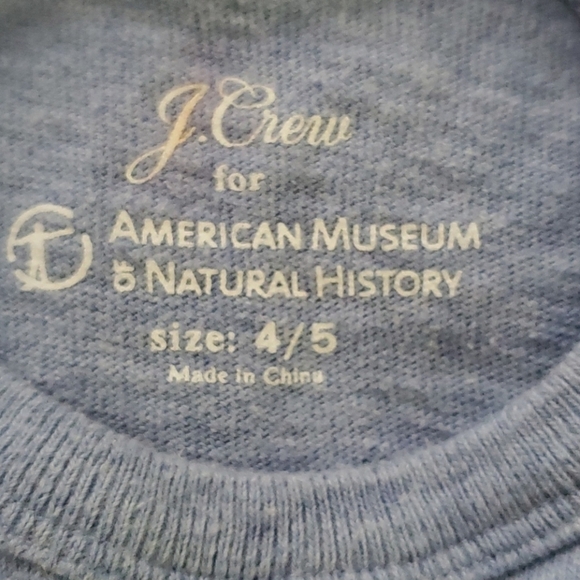 J.Crew
for
AMERICAN MUSEUM
OF NATURAL HISTORY
size: 4/5
Made in China